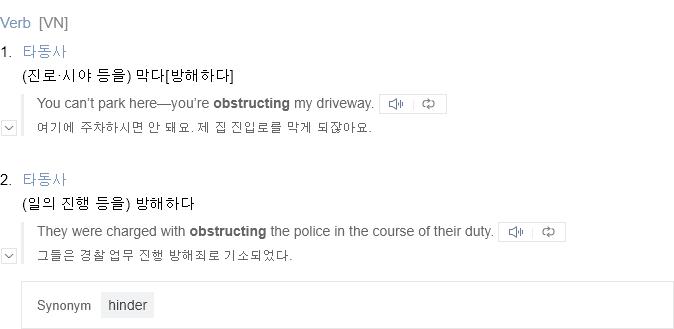 Verb [VN]
1. 타동사
(진로·시야 등을) 막다[방해하다]
You can’t park here—you’re obstructing my driveway.
여기에 주차하시면 안 돼요. 제 집 진입로를 막게 되잖아요.
2. 타동사
(일의 진행 등을) 방해하다
They were charged with obstructing the police in the course of their duty.
그들은 경찰 업무 진행 방해죄로 기소되었다.
Synonym hinder